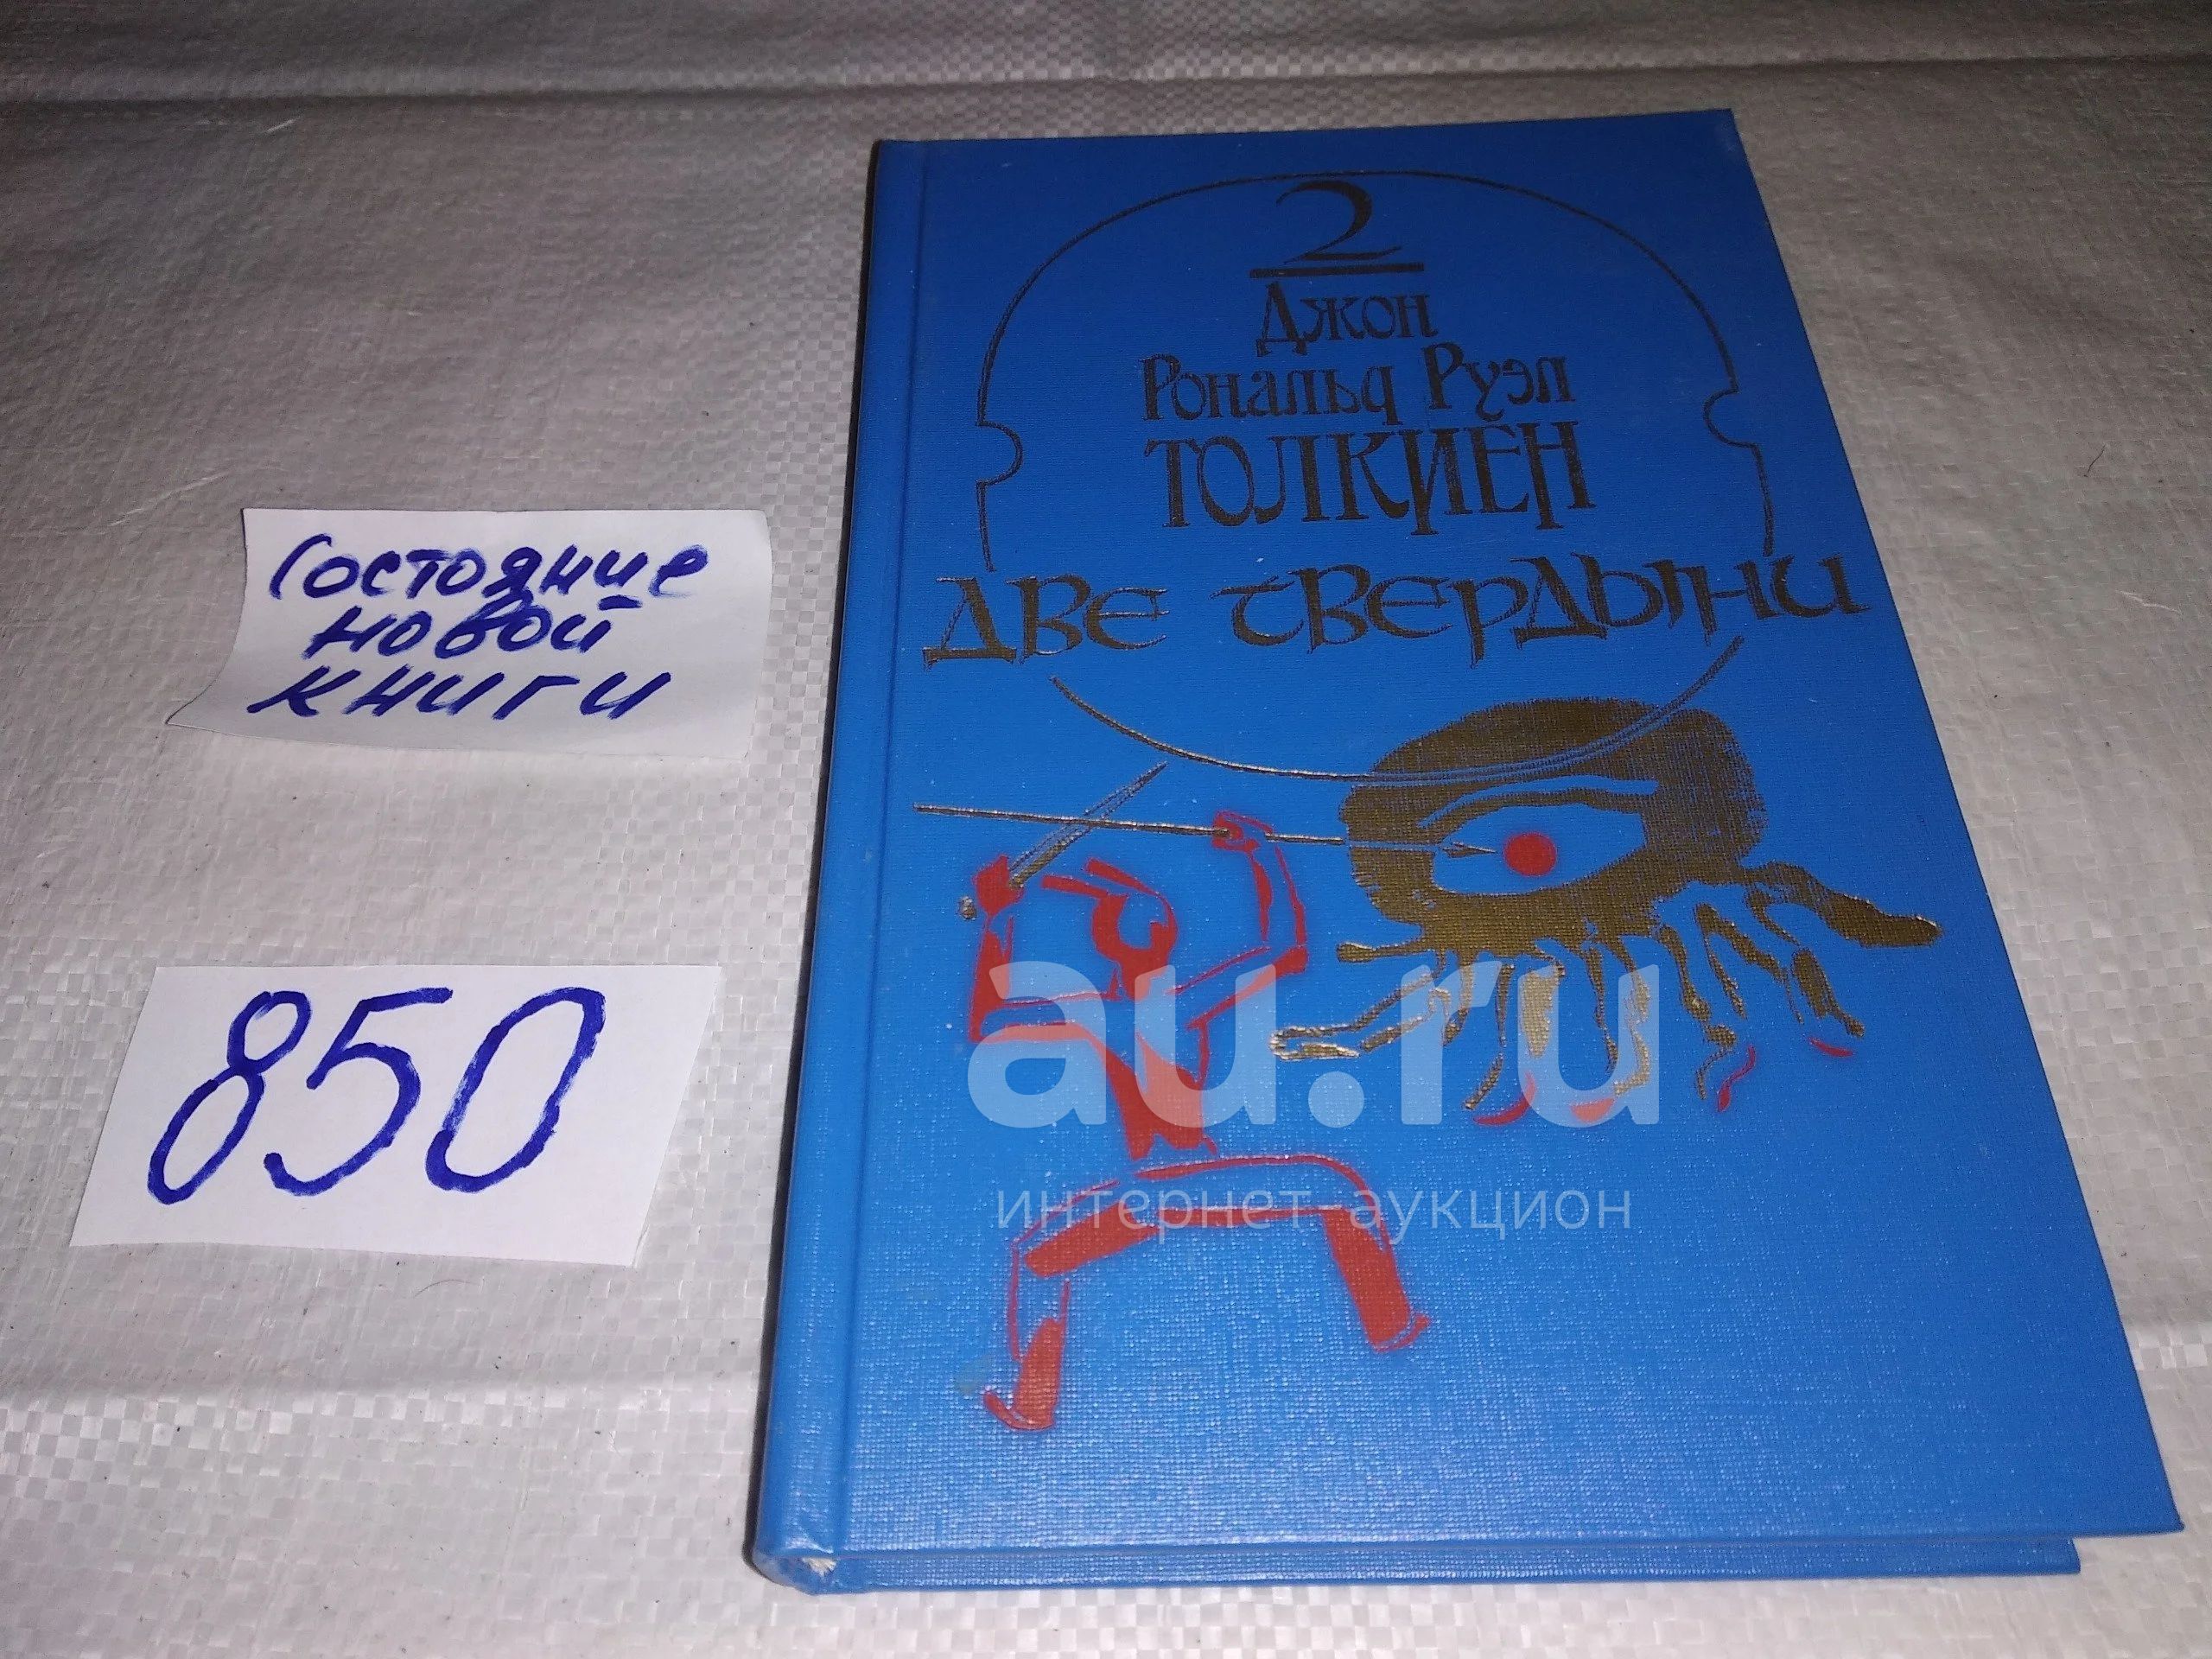 2
Джон
Рональд Руэл
ТОЛКИЕН
ДВЕ ТВЕРДЫНИ
Состояние
новой
книги
850
au.ru
интернет аукцион